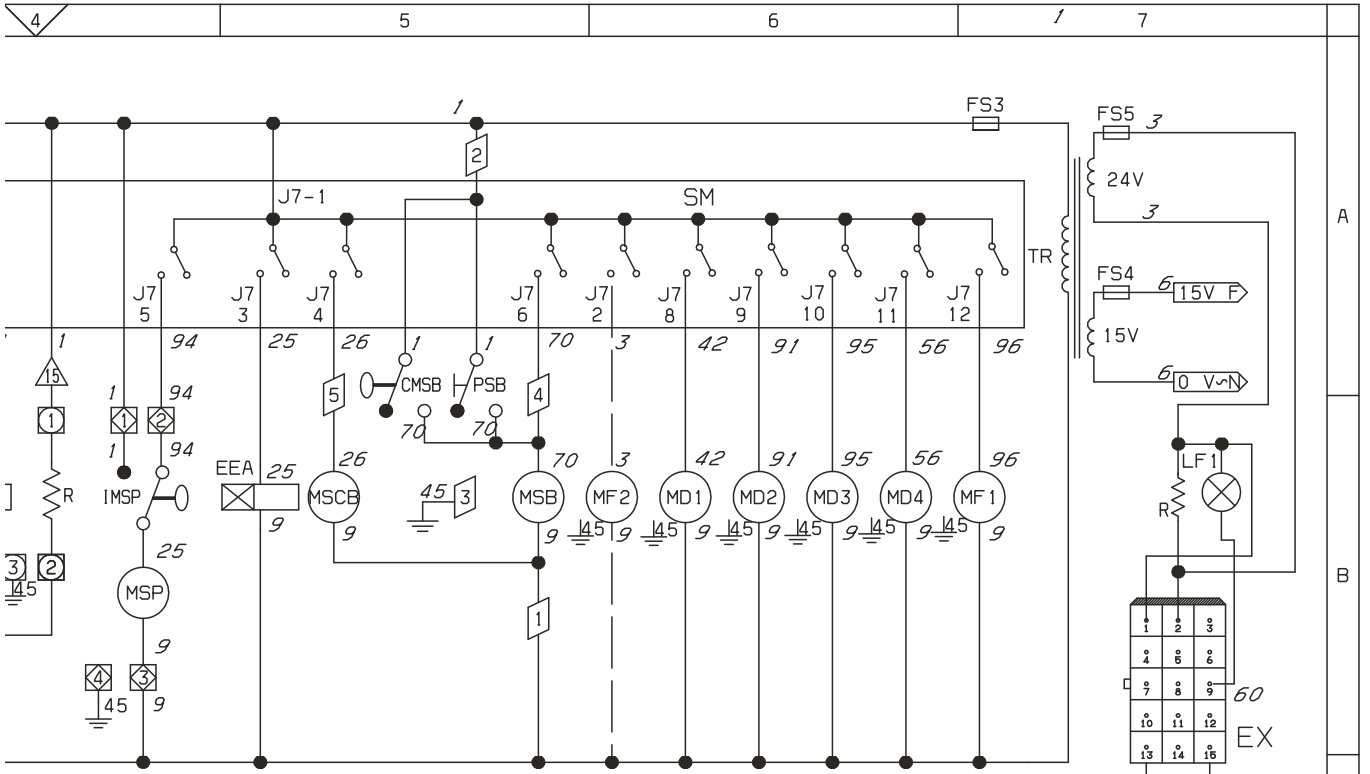 4 5 6 1 7
1 FS3
FS5 3
2
24V
J7-1 SM
A
3
TR
J7 J7 J7 J7 J7 J7 J7 J7 J7 J7
5 3 4 6 2 8 9 10 11 12
FS4 6 15V F
1 94 25 26 1 1 70 3 42 91 95 56 96
15V
15
CMSB PSB
6 0 V~N
1 94 5 4
1 1 2
70 70
1 94
EEA 25 26 70 3 42 91 95 56 96
LF1
R IMSP
MSCB 45 3 MSB MF2 MD1 MD2 MD3 MD4 MF1
R
9 9 9 45 9 45 9 45 9 45 9 45 9 45 9
25
3 2
45
MSP
B
1
1 2 3
9
4 5 6
4 3
7 8 9 60
45 9
10 11 12
EX
13 14 15